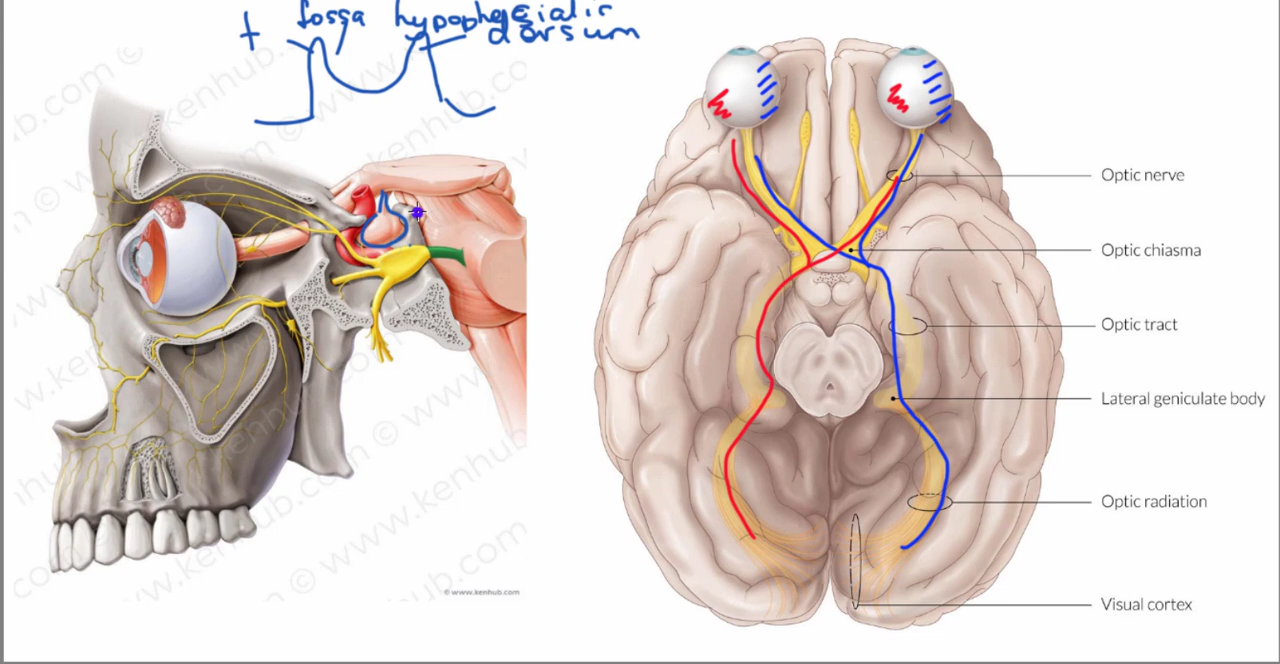 t fossa hypophysialis
dorsum
Optic nerve
Optic chiasma
Optic tract
Lateral geniculate body
Optic radiation
Visual cortex
© www.kenhub.com